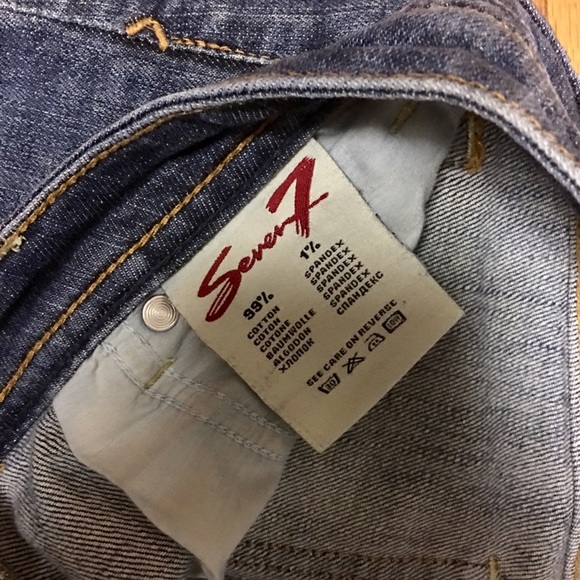 Seven7
99%
COTTON
COTON
COTONE
BAUMWOLLE
ALGODON
ХЛОПОК
1%
SPANDEX
SPANDEX
SPANDEX
SPANDEX
SPANDEX
СПАНДЕКС
SEE CARE ON REVERSE